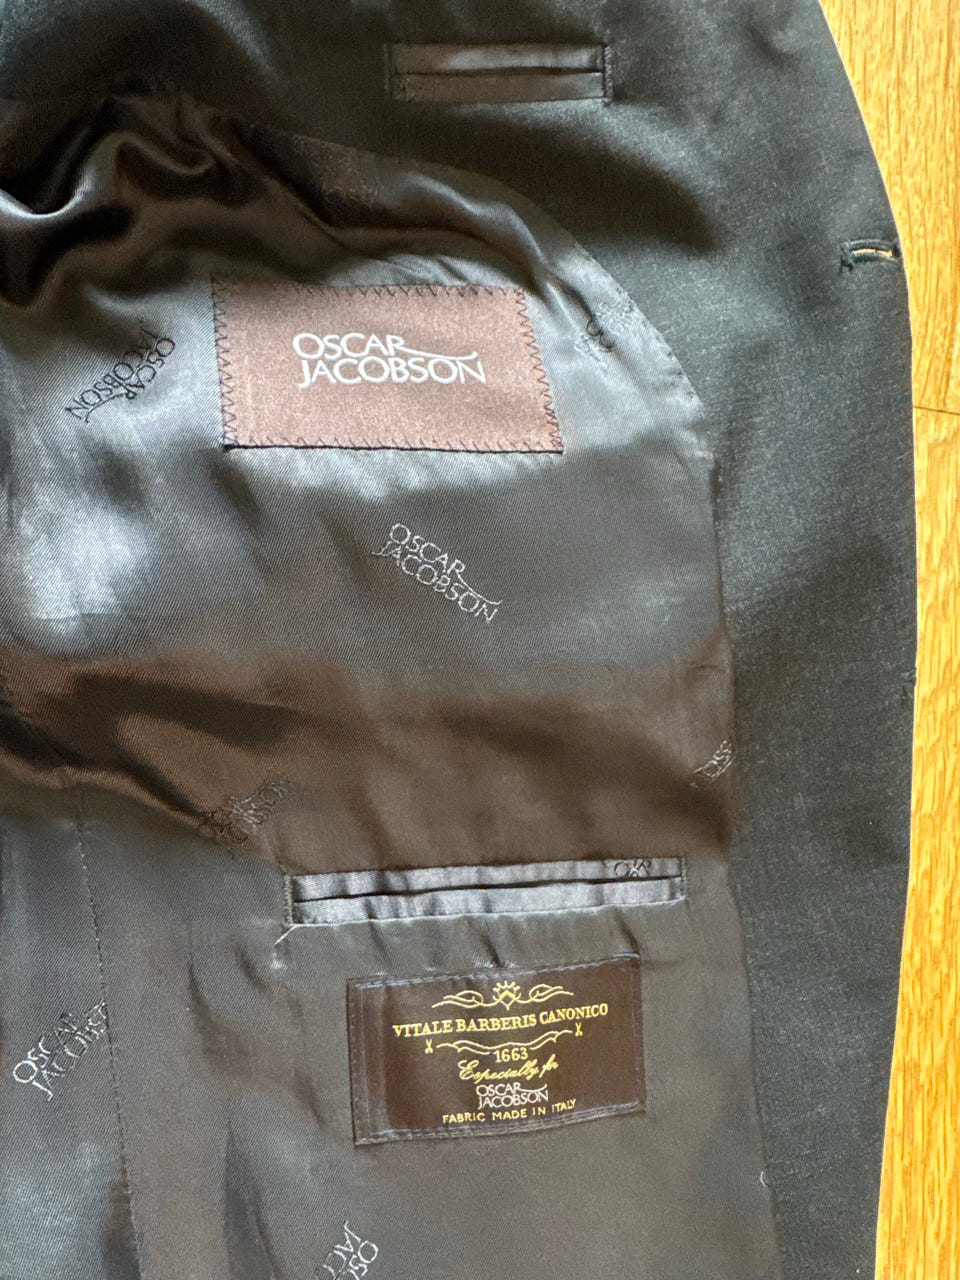 OSCAR
JACOBSON
OSCAR
JACOBSON
OSCAR
JACOBSON
OSCAR
JACOBSON
VITALE BARBERIS CANONICO
1663
Especially for
OSCAR
JACOBSON
FABRIC MADE IN ITALY